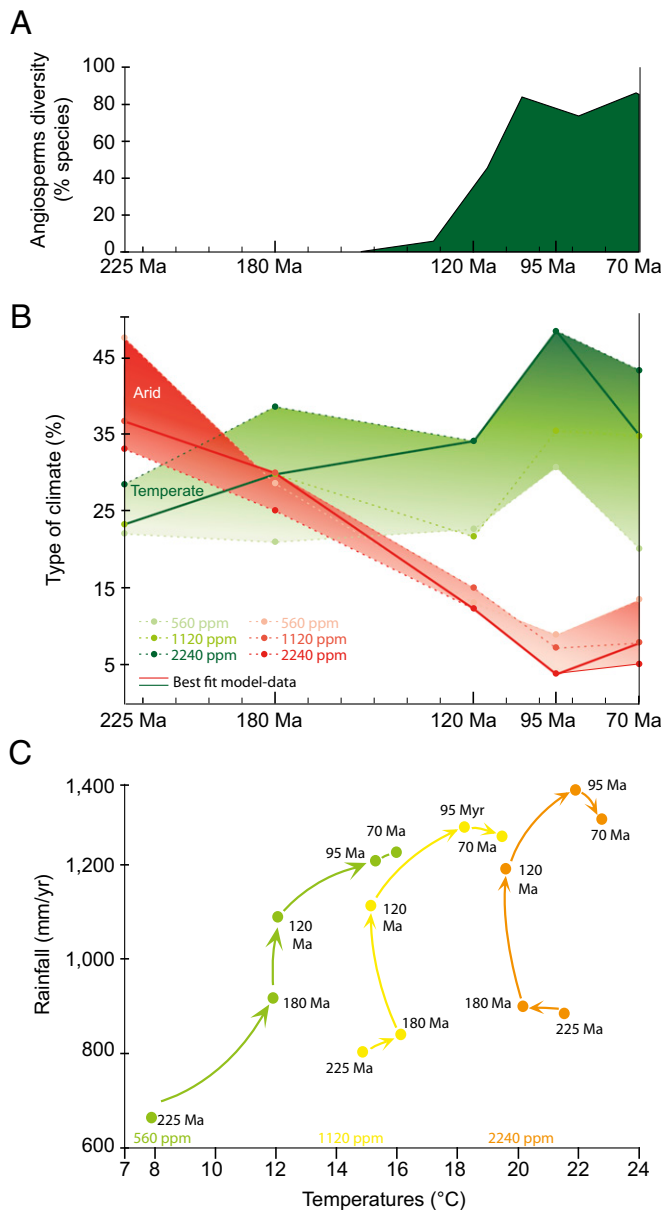 A
Angiosperms diversity
(% species)
100
80
60
40
20
0
225 Ma
180 Ma
120 Ma
95 Ma
70 Ma
B
Type of climate (%)
45
35
25
15
5
Arid
Temperate
560 ppm
560 ppm
1120 ppm
1120 ppm
2240 ppm
2240 ppm
Best fit model-data
225 Ma
180 Ma
120 Ma
95 Ma
70 Ma
C
Rainfall (mm/yr)
1,400
1,200
1,000
800
600
95 Ma
95 Myr
70 Ma
70 Ma
95 Ma
70 Ma
120
Ma
120
Ma
120
Ma
180 Ma
180 Ma
180 Ma
225 Ma
225 Ma
225 Ma
560 ppm
1120 ppm
2240 ppm
7
8
10
12
14
16
18
20
22
24
Temperatures (°C)